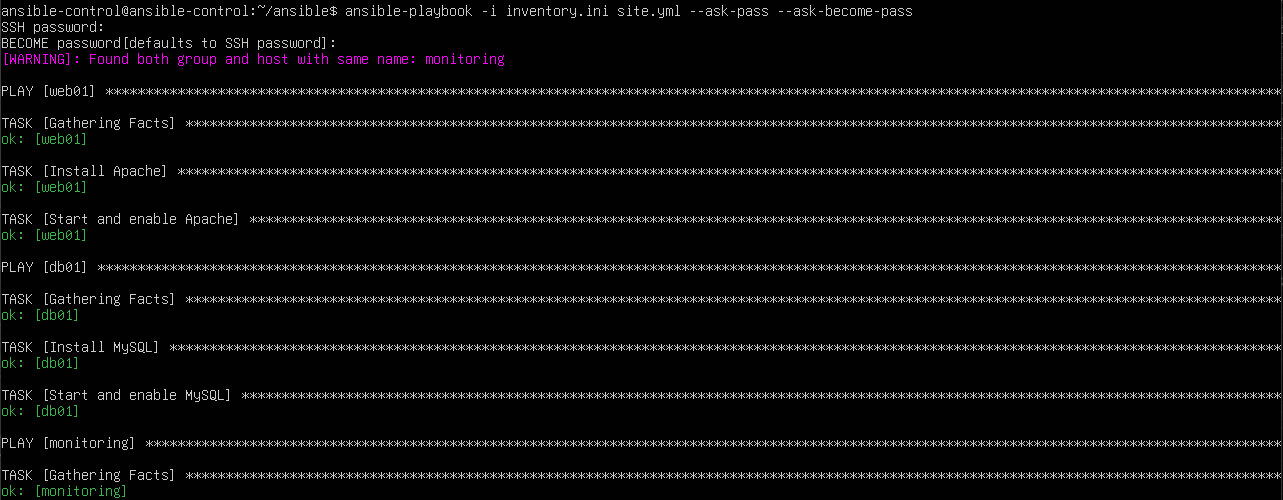 ansible-control@ansible-control:~/ansible$ ansible-playbook -i inventory.ini site.yml --ask-pass --ask-become-pass
SSH password:
BECOME password[defaults to SSH password]:
[WARNING]: Found both group and host with same name: monitoring
PLAY [web01] ***************************************************************************************************************************************************
TASK [Gathering Facts] *****************************************************************************************************************************************
ok: [web01]
TASK [Install Apache] ******************************************************************************************************************************************
ok: [web01]
TASK [Start and enable Apache] *********************************************************************************************************************************
ok: [web01]
PLAY [db01] ****************************************************************************************************************************************************
TASK [Gathering Facts] *****************************************************************************************************************************************
ok: [db01]
TASK [Install MySQL] *******************************************************************************************************************************************
ok: [db01]
TASK [Start and enable MySQL] **********************************************************************************************************************************
ok: [db01]
PLAY [monitoring] **********************************************************************************************************************************************
TASK [Gathering Facts] *****************************************************************************************************************************************
ok: [monitoring]